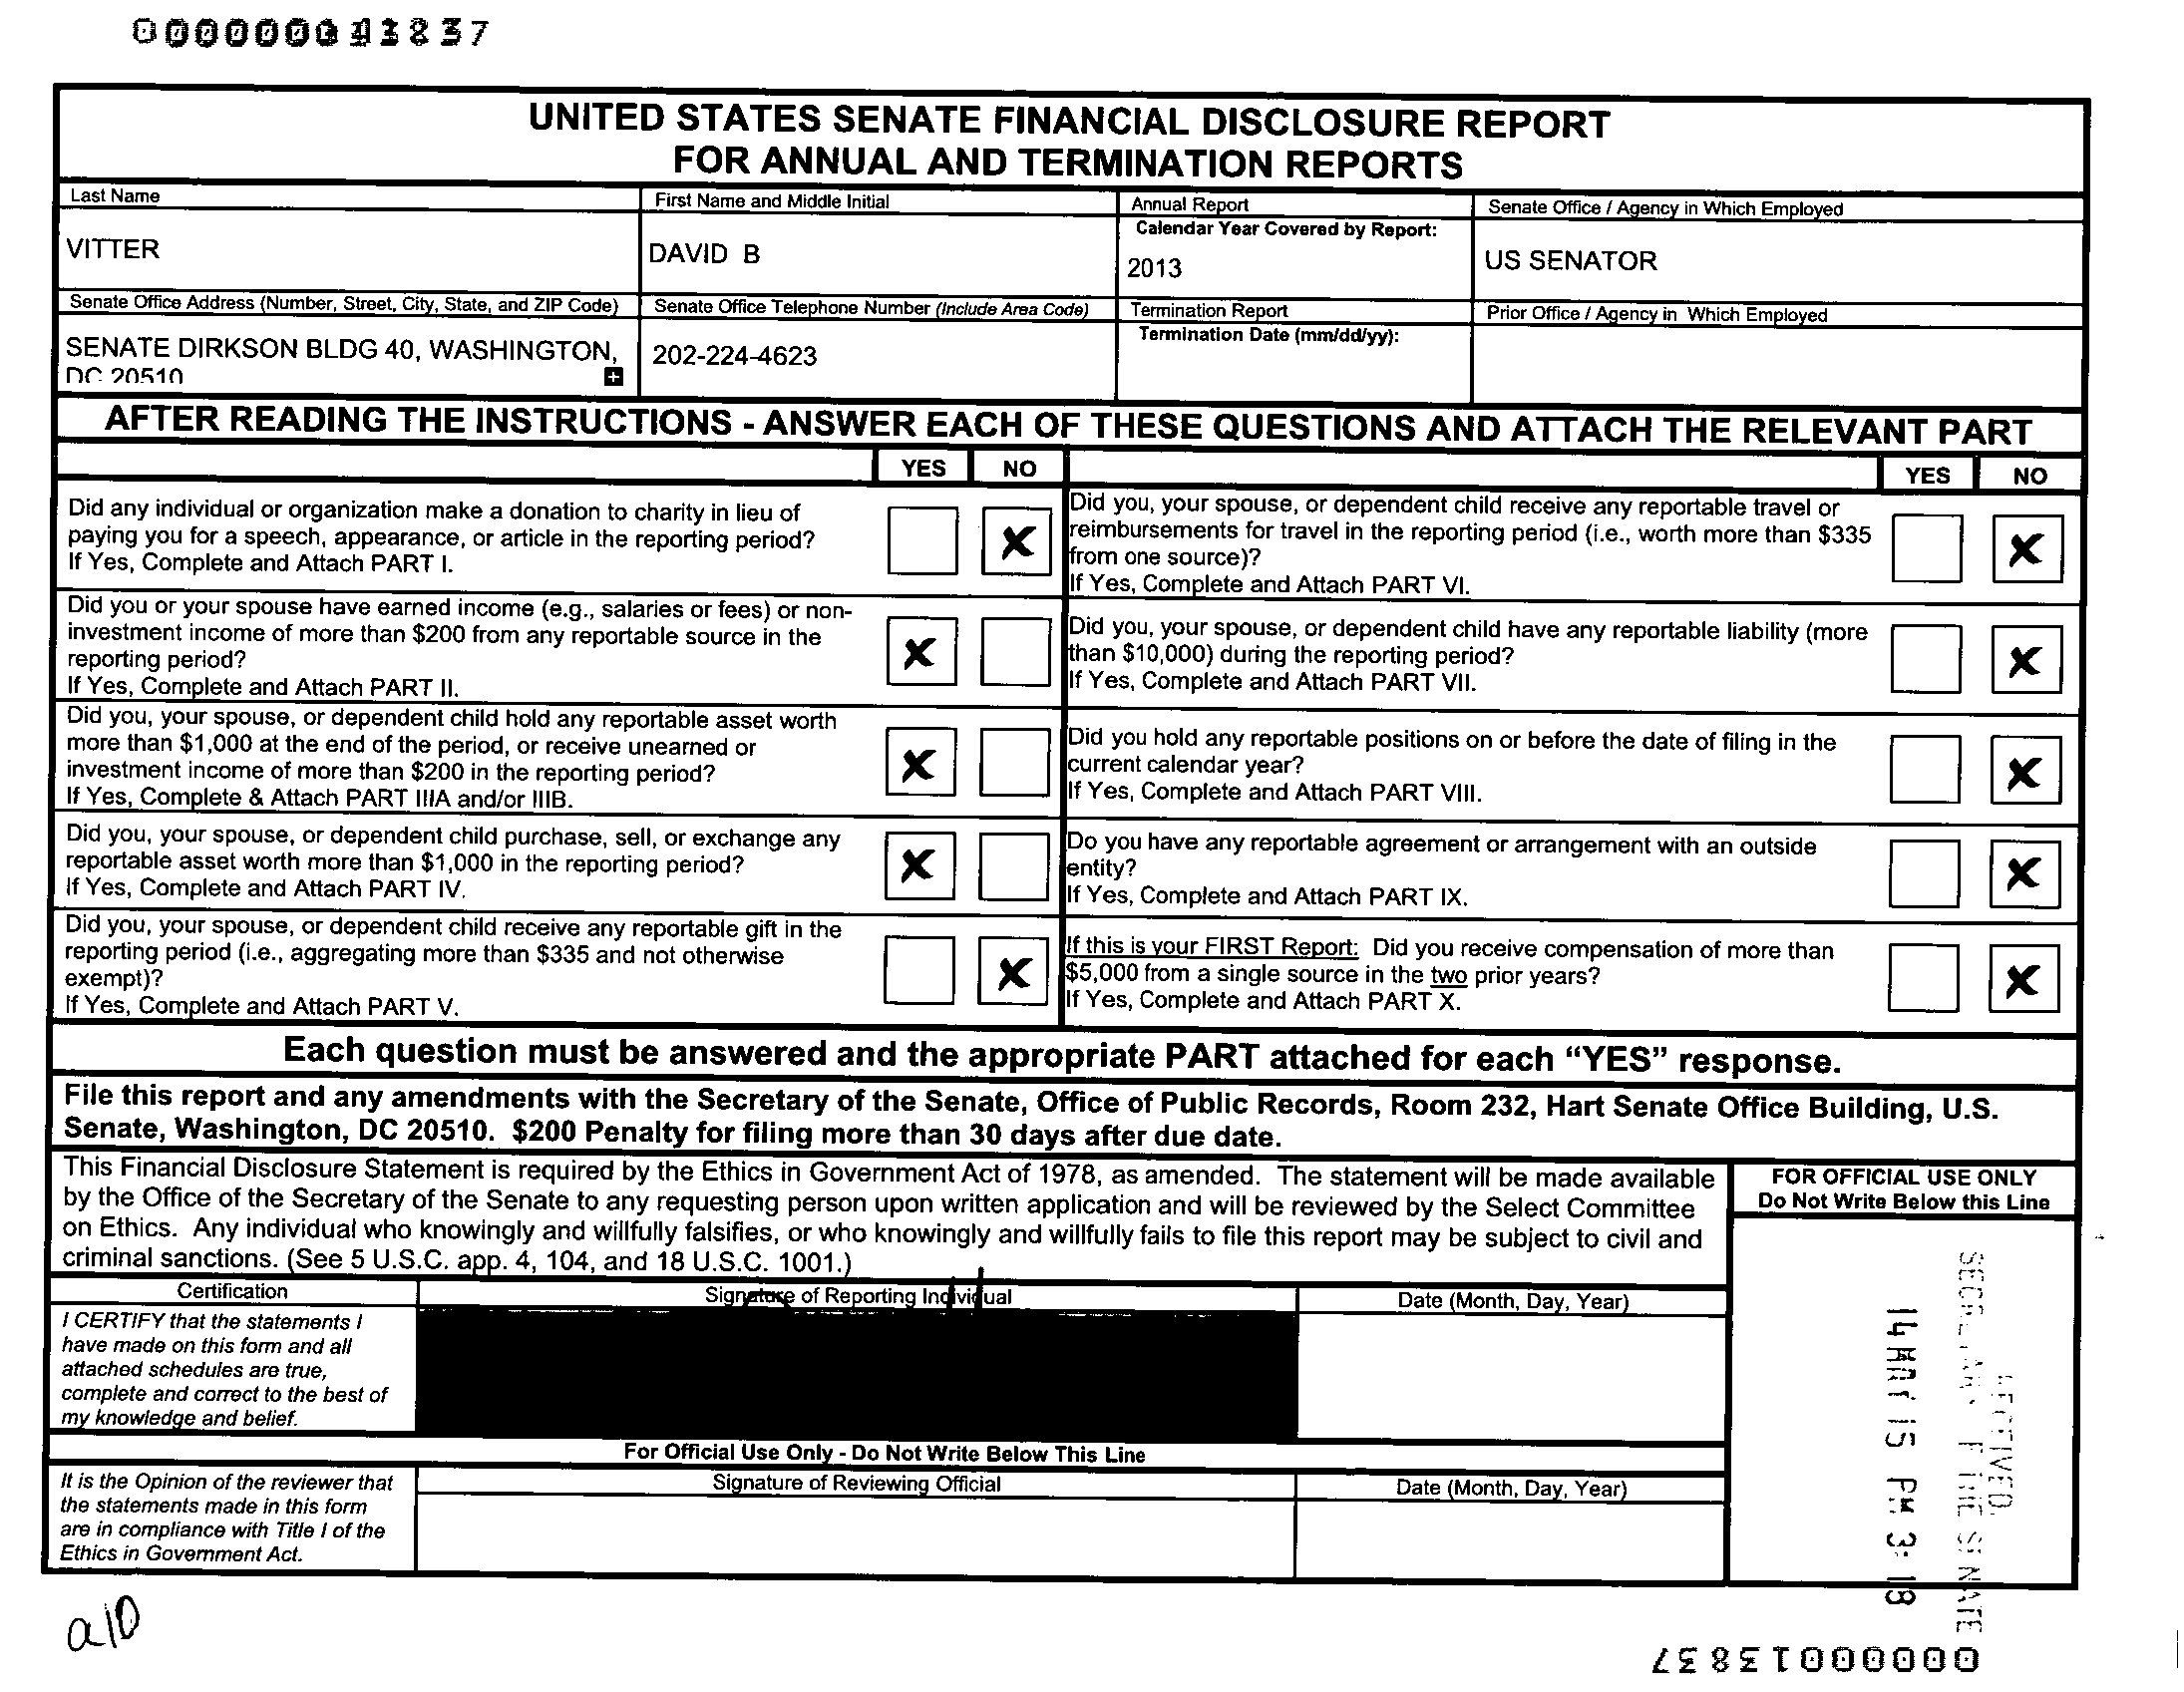 UNITED STATES SENATE FINANCIAL DISCLOSURE REPORT
FOR ANNUAL AND TERMINATION REPORTS
Last Name
First Name and Middle Initial
Annual Report
Senate Office / Agency in Which Employed
Calendar Year Covered by Report:
VITTER
DAVID B
2013
US SENATOR
Senate Office Address (Number, Street, City, State, and ZIP Code)
Senate Office Telephone Number (Include Area Code)
Termination Report
Prior Office / Agency in Which Employed
Termination Date (mm/dd/yy):
SENATE DIRKSON BLDG 40, WASHINGTON,
DC 20510
202-224-4623
AFTER READING THE INSTRUCTIONS - ANSWER EACH OF THESE QUESTIONS AND ATTACH THE RELEVANT PART
YES NO
YES NO
Did any individual or organization make a donation to charity in lieu of
paying you for a speech, appearance, or article in the reporting period?
If Yes, Complete and Attach PART I.
X
Did you, your spouse, or dependent child receive any reportable travel or
reimbursements for travel in the reporting period (i.e., worth more than $335
from one source)?
If Yes, Complete and Attach PART VI.
X
Did you or your spouse have earned income (e.g., salaries or fees) or non-
investment income of more than $200 from any reportable source in the
reporting period?
If Yes, Complete and Attach PART II.
X
Did you, your spouse, or dependent child have any reportable liability (more
than $10,000) during the reporting period?
If Yes, Complete and Attach PART VII.
X
Did you, your spouse, or dependent child hold any reportable asset worth
more than $1,000 at the end of the period, or receive unearned or
investment income of more than $200 in the reporting period?
If Yes, Complete & Attach PART IIIA and/or IIIB.
X
Did you hold any reportable positions on or before the date of filing in the
current calendar year?
If Yes, Complete and Attach PART VIII.
X
Did you, your spouse, or dependent child purchase, sell, or exchange any
reportable asset worth more than $1,000 in the reporting period?
If Yes, Complete and Attach PART IV.
X
Do you have any reportable agreement or arrangement with an outside
entity?
If Yes, Complete and Attach PART IX.
X
Did you, your spouse, or dependent child receive any reportable gift in the
reporting period (i.e., aggregating more than $335 and not otherwise
exempt)?
If Yes, Complete and Attach PART V.
X
If this is your FIRST Report: Did you receive compensation of more than
$5,000 from a single source in the two prior years?
If Yes, Complete and Attach PART X.
X
Each question must be answered and the appropriate PART attached for each “YES” response.
File this report and any amendments with the Secretary of the Senate, Office of Public Records, Room 232, Hart Senate Office Building, U.S.
Senate, Washington, DC 20510. $200 Penalty for filing more than 30 days after due date.
This Financial Disclosure Statement is required by the Ethics in Government Act of 1978, as amended. The statement will be made available
by the Office of the Secretary of the Senate to any requesting person upon written application and will be reviewed by the Select Committee
on Ethics. Any individual who knowingly and willfully falsifies, or who knowingly and willfully fails to file this report may be subject to civil and
criminal sanctions. (See 5 U.S.C. app. 4, 104, and 18 U.S.C. 1001.)
FOR OFFICIAL USE ONLY
Do Not Write Below this Line
Certification
Signature of Reporting Individual
Date (Month, Day, Year)
I CERTIFY that the statements I
have made on this form and all
attached schedules are true,
complete and correct to the best of
my knowledge and belief.
For Official Use Only - Do Not Write Below This Line
It is the Opinion of the reviewer that
the statements made in this form
are in compliance with Title I of the
Ethics in Government Act.
Signature of Reviewing Official
Date (Month, Day, Year)
14 MAY 15 PM 3:18
a10
000000013837